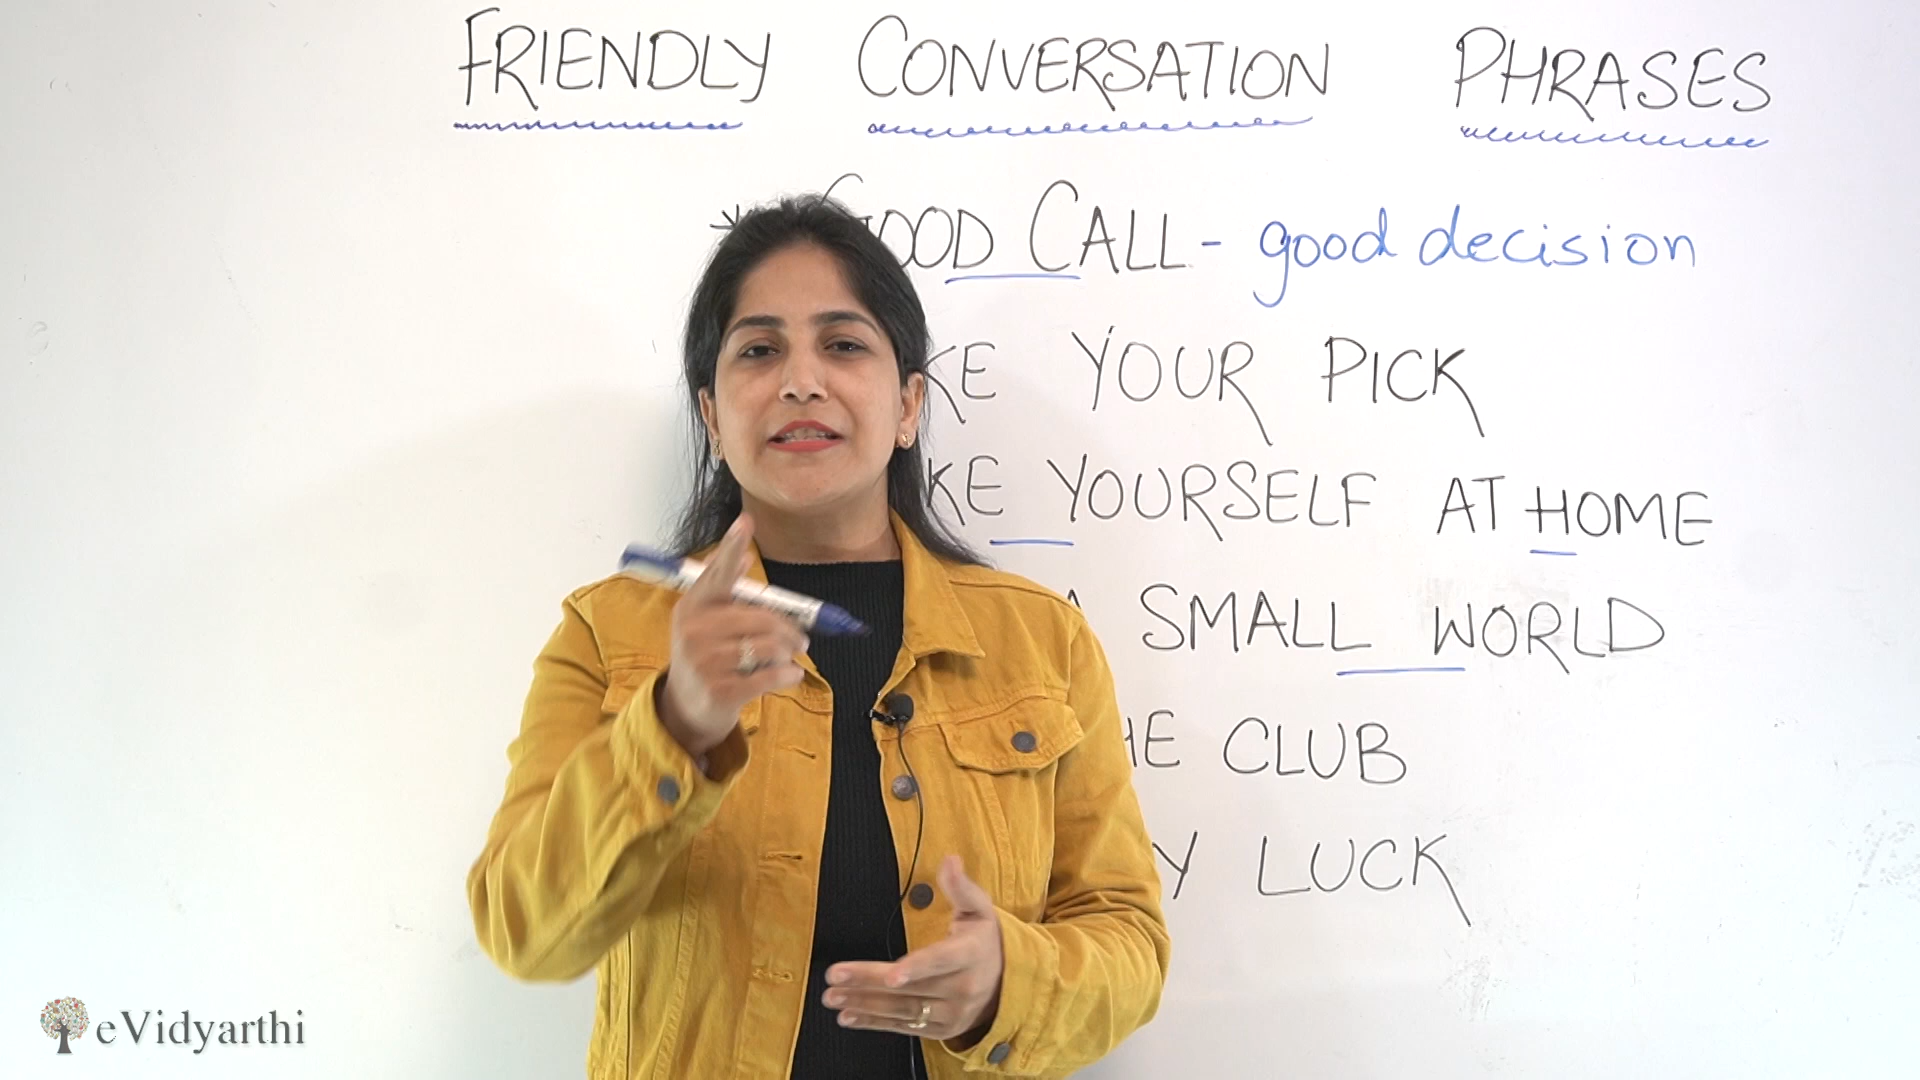 FRIENDLY CONVERSATION PHRASES
* GOOD CALL - good decision
KE YOUR PICK
KE YOURSELF AT HOME
A SMALL WORLD
HE CLUB
Y LUCK
eVidyarthi